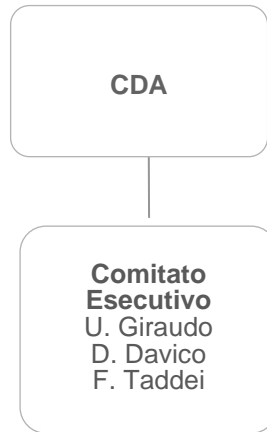 CDA
Comitato
Esecutivo
U. Giraudo
D. Davico
F. Taddei